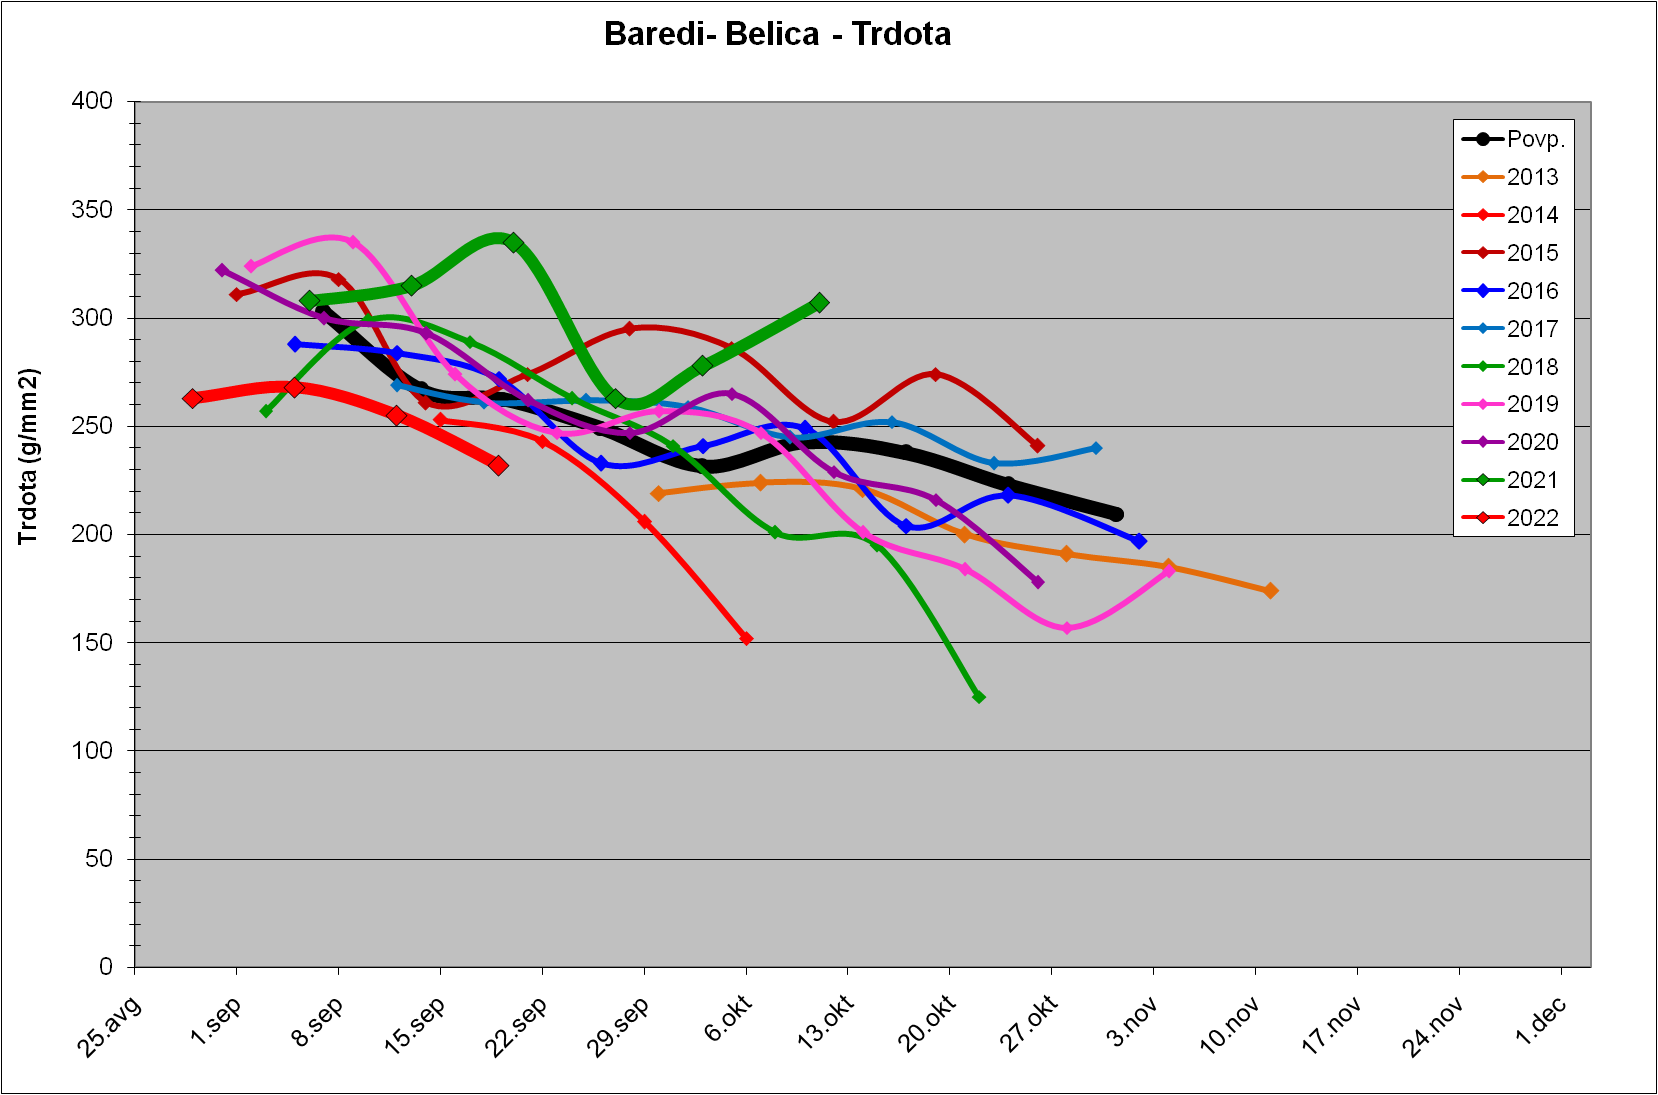 Baredi- Belica - Trdota
400
350
300
250
200
150
100
50
0
Trdota (g/mm2)
Povp.
2013
2014
2015
2016
2017
2018
2019
2020
2021
2022
25.avg
1.sep
8.sep
15.sep
22.sep
29.sep
6.okt
13.okt
20.okt
27.okt
3.nov
10.nov
17.nov
24.nov
1.dec